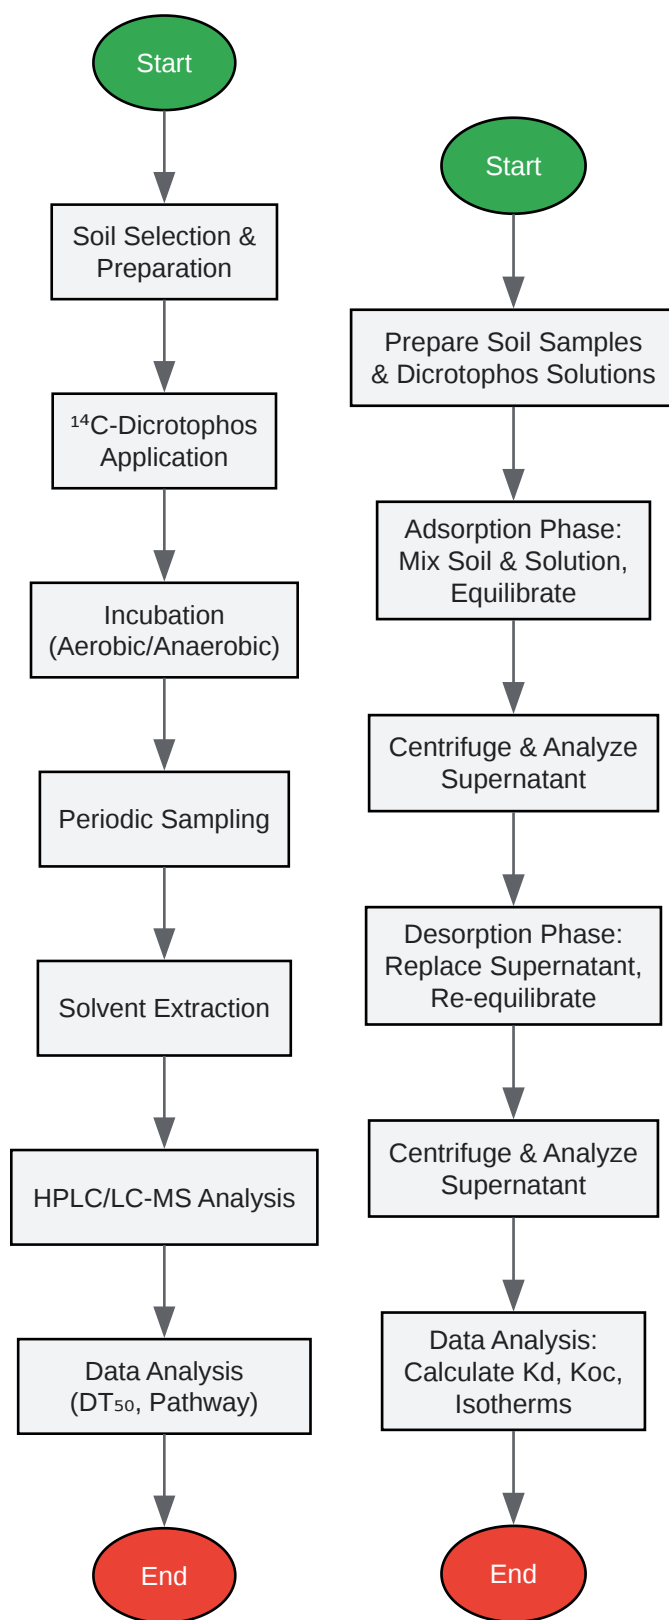 Start
Soil Selection &
Preparation
¹⁴C-Dicrotophos
Application
Incubation
(Aerobic/Anaerobic)
Periodic Sampling
Solvent Extraction
HPLC/LC-MS Analysis
Data Analysis
(DT₅₀, Pathway)
End
Start
Prepare Soil Samples
& Dicrotophos Solutions
Adsorption Phase:
Mix Soil & Solution,
Equilibrate
Centrifuge & Analyze
Supernatant
Desorption Phase:
Replace Supernatant,
Re-equilibrate
Centrifuge & Analyze
Supernatant
Data Analysis:
Calculate Kd, Koc,
Isotherms
End